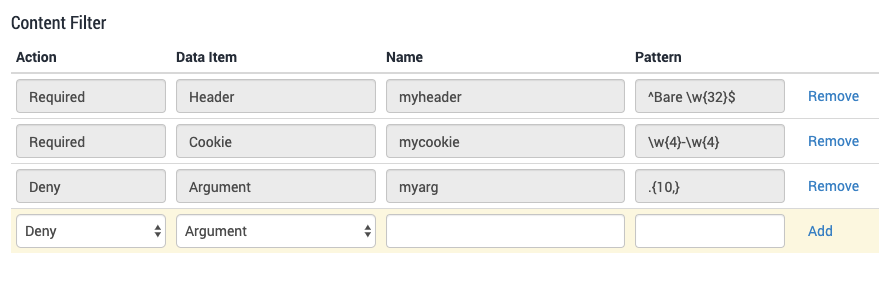 Content Filter
Action Data Item Name Pattern
Required Header myheader ^Bare \w{32}$ Remove
Required Cookie mycookie \w{4}-\w{4} Remove
Deny Argument myarg .{10,} Remove
Deny Argument Add